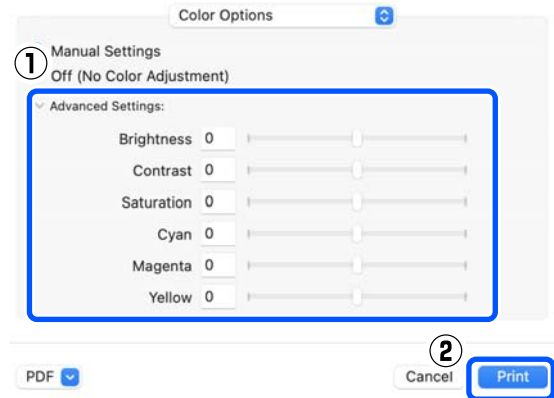 Color Options
① Manual Settings
Off (No Color Adjustment)
Advanced Settings:
Brightness 0
Contrast 0
Saturation 0
Cyan 0
Magenta 0
Yellow 0
②
PDF Cancel Print